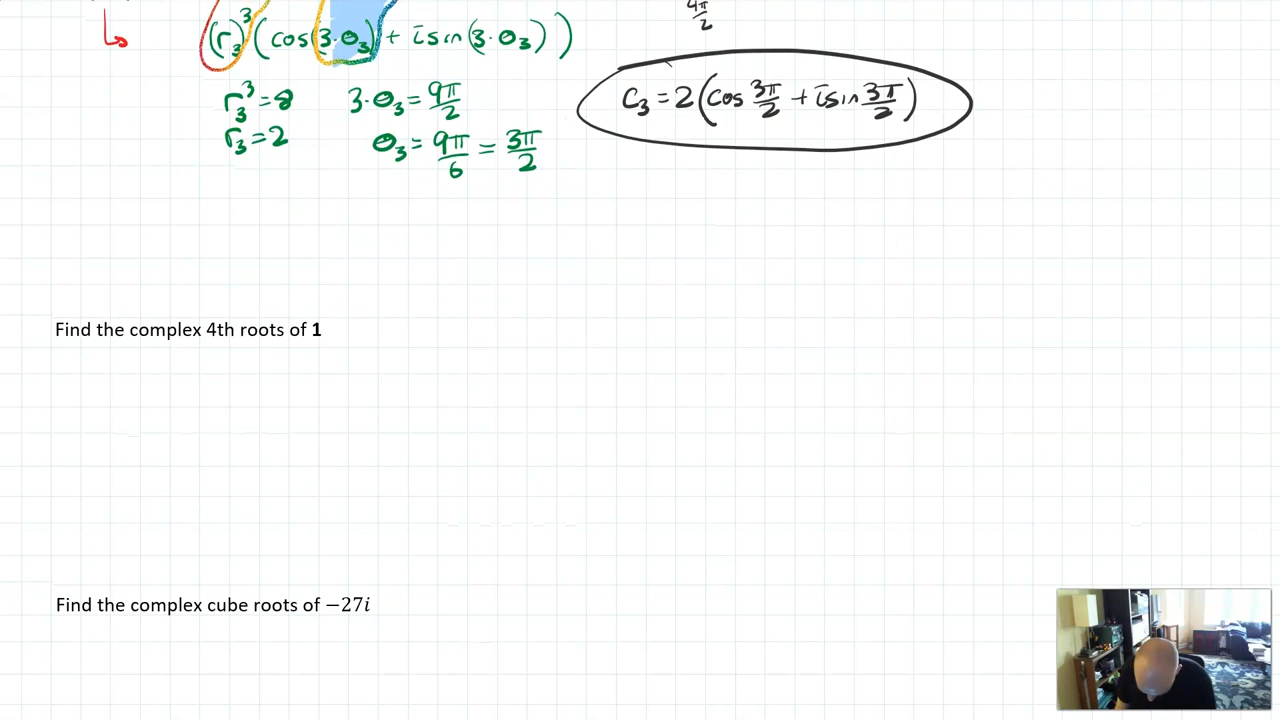 4π/2
(r₃)³(cos(3·θ₃) + i sin(3·θ₃))
r₃³=8 3·θ₃=9π/2 C₃=2(cos 3π/2 + i sin 3π/2)
r₃=2 θ₃=9π/6=3π/2
Find the complex 4th roots of 1
Find the complex cube roots of −27i